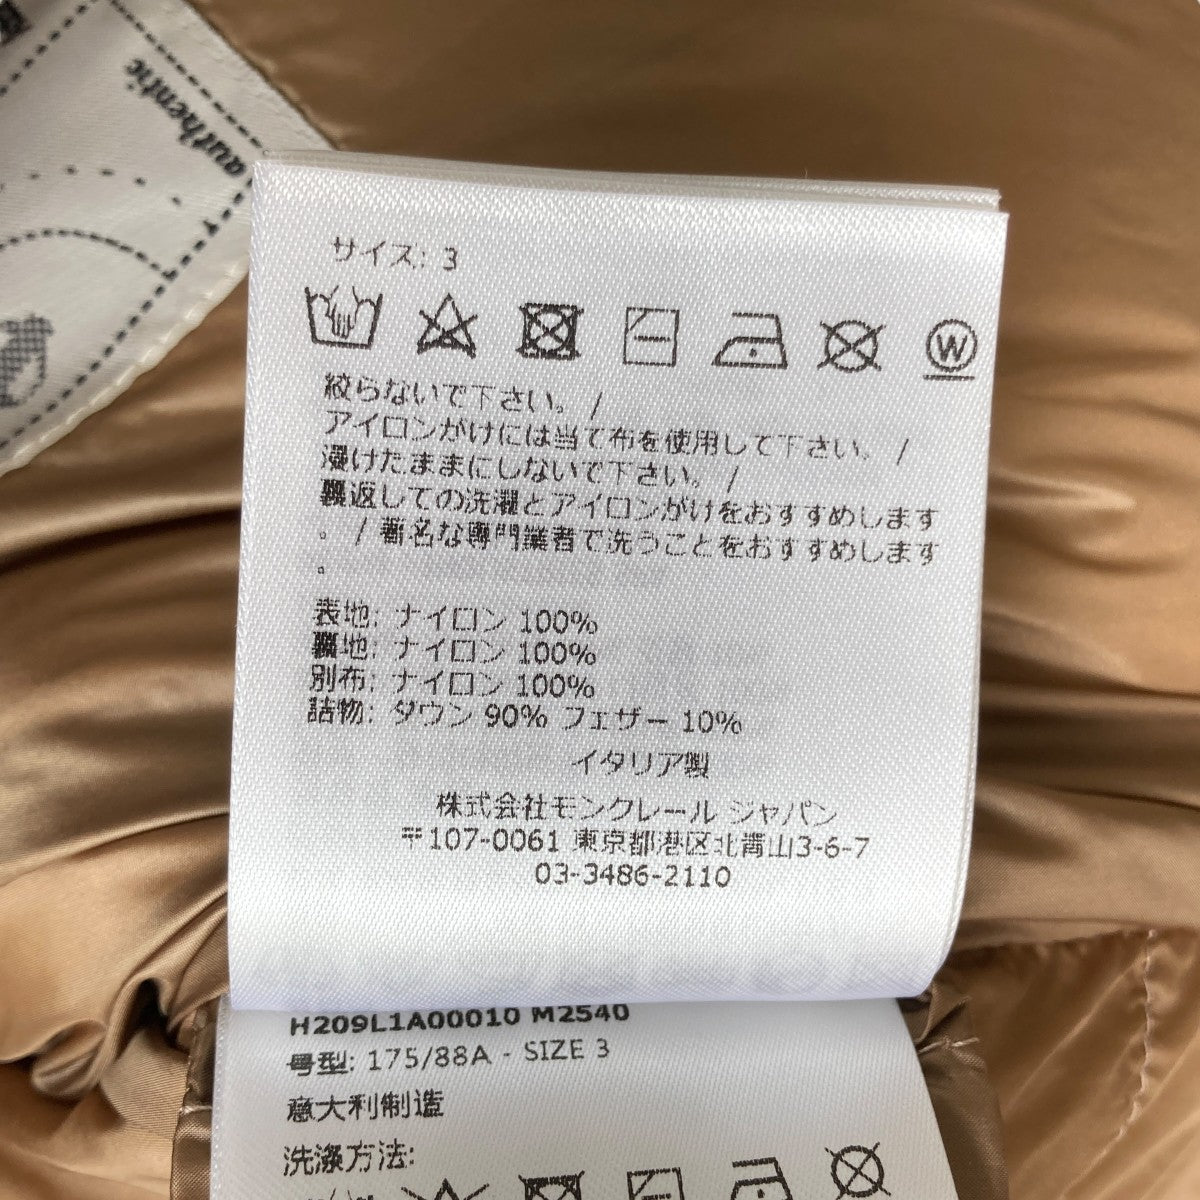 authentic
サイズ: 3
W
絞らないで下さい。/
アイロンがけには当て布を使用して下さい。/
浸けたままにしないで下さい。/
裏返しての洗濯とアイロンがけをおすすめします
。/ 著名な専門業者で洗うことをおすすめします
。
表地: ナイロン 100%
裏地: ナイロン 100%
別布: ナイロン 100%
詰物: ダウン 90% フェザー 10%
イタリア製
株式会社モンクレール ジャパン
〒107-0061 東京都港区北青山3-6-7
03-3486-2110
H209L1A00010 M2540
号型: 175/88A - SIZE 3
意大利制造
洗涤方法: